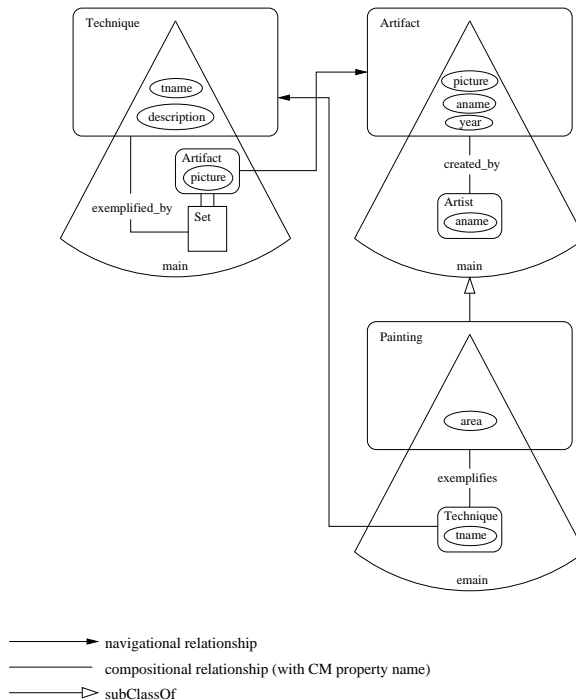 Technique
tname
description
Artifact
picture
exemplified_by
Set
main
Artifact
picture
aname
year
created_by
Artist
aname
main
Painting
area
exemplifies
Technique
tname
emain
navigational relationship
compositional relationship (with CM property name)
subClassOf